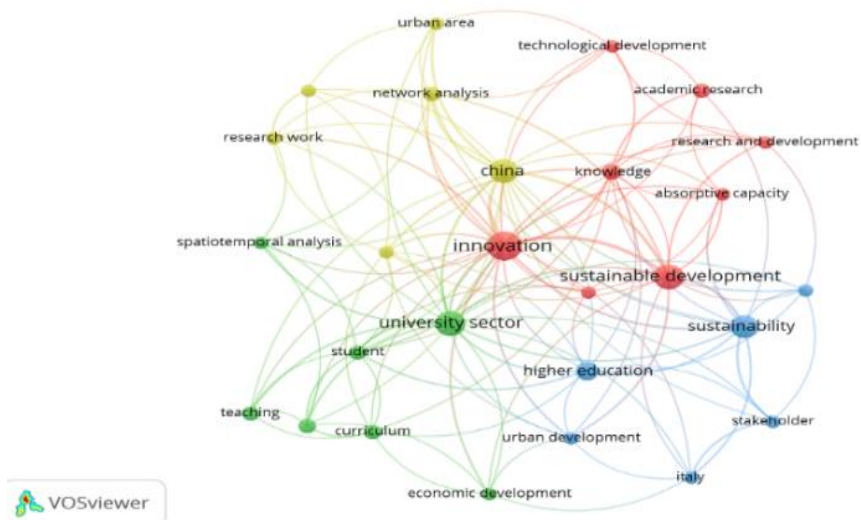 urban area
technological development
network analysis
academic research
research work
research and development
china
knowledge
absorptive capacity
spatiotemporal analysis
innovation
sustainable development
university sector
sustainability
student
higher education
teaching
curriculum
urban development
stakeholder
italy
economic development
VOSviewer